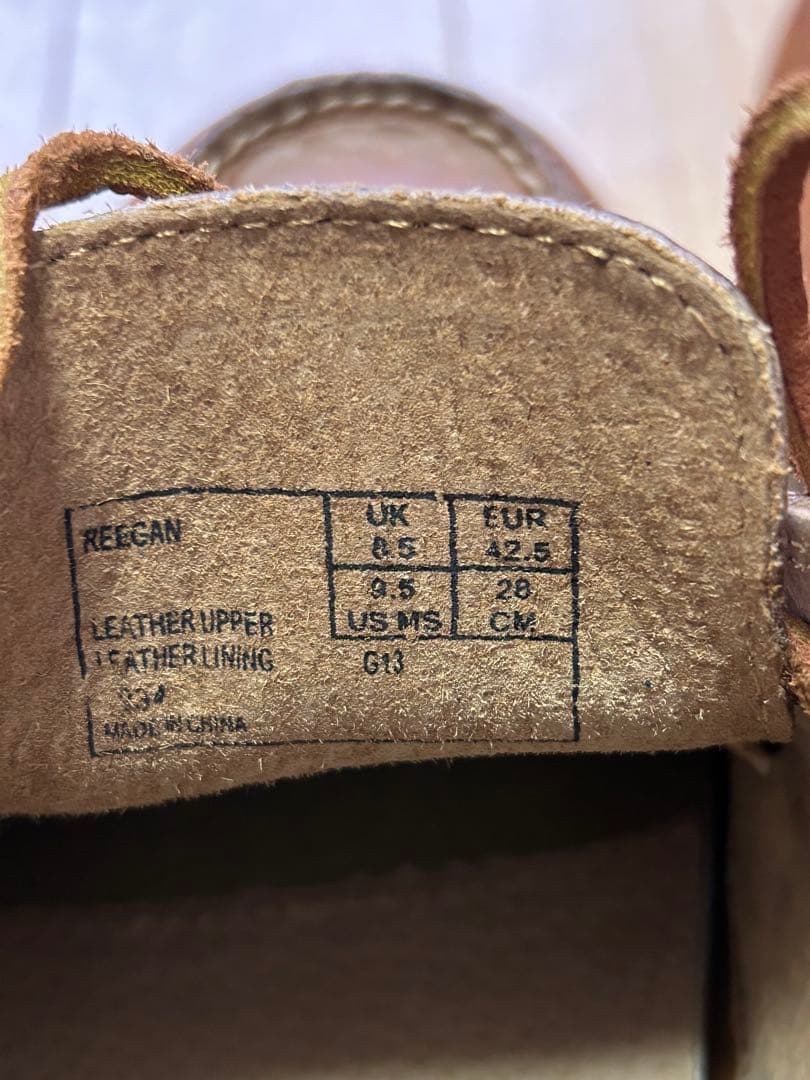 REEGAN
UK
8.5
EUR
42.5
9.5
US MS
28
CM
LEATHER UPPER
LEATHER LINING
G13
MADE IN CHINA